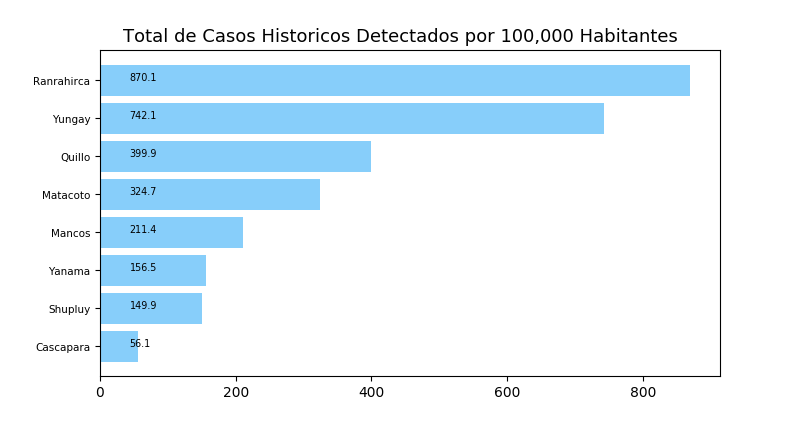 Total de Casos Historicos Detectados por 100,000 Habitantes
Ranrahirca 870.1
Yungay 742.1
Quillo 399.9
Matacoto 324.7
Mancos 211.4
Yanama 156.5
Shupluy 149.9
Cascapara 56.1
0 200 400 600 800